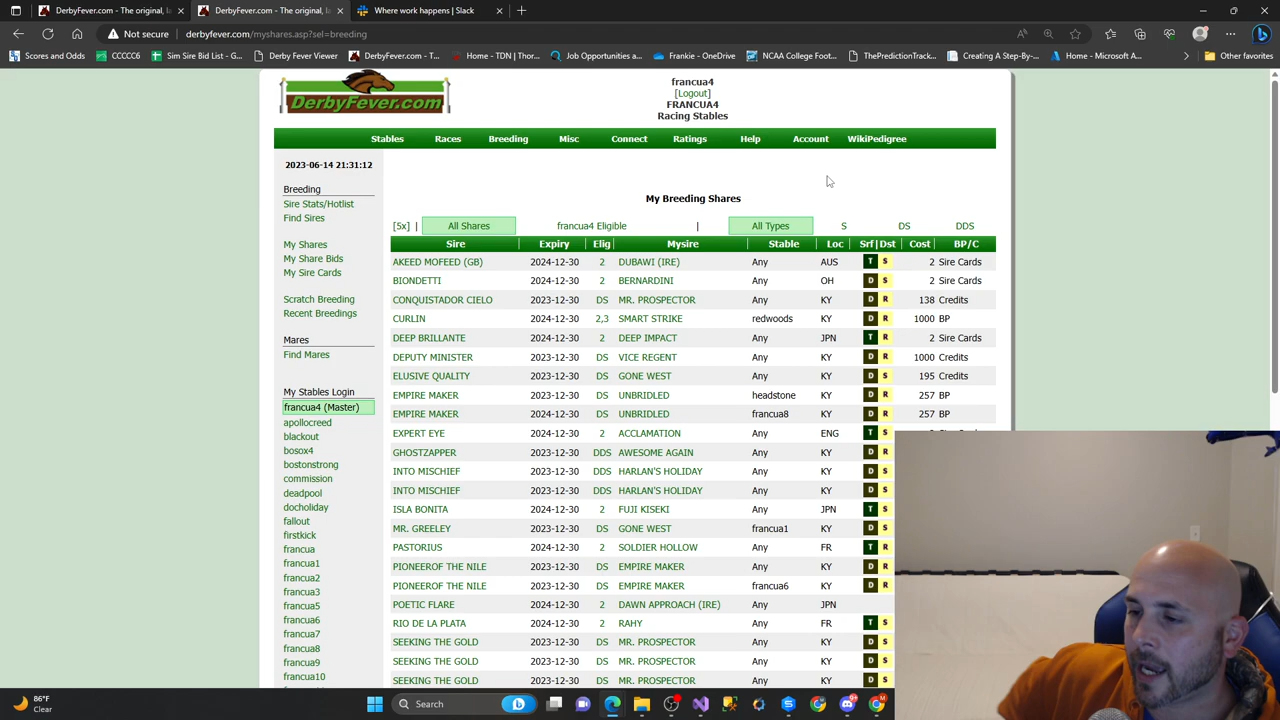 DerbyFever.com - The original, la
DerbyFever.com - The original, la
Where work happens | Slack
Not secure
derbyfever.com/myshares.asp?sel=breeding
Scores and Odds
CCCCC6
Sim Sire Bid List - G...
Derby Fever Viewer
DerbyFever.com - T...
Home - TDN | Thor...
Job Opportunities a...
Frankie - OneDrive
NCAA College Foot...
ThePredictionTrack...
Creating A Step-By-...
Home - Microsoft A...
Other favorites
DerbyFever.com
francua4
[Logout]
FRANCUA4
Racing Stables
Stables Races Breeding Misc Connect Ratings Help Account WikiPedigree
2023-06-14 21:31:12
Breeding
Sire Stats/Hotlist
Find Sires
My Shares
My Share Bids
My Sire Cards
Scratch Breeding
Recent Breedings
Mares
Find Mares
My Stables Login
francua4 (Master)
apollocreed
blackout
bosox4
bostonstrong
commission
deadpool
docholiday
fallout
firstkick
francua
francua1
francua2
francua3
francua5
francua6
francua7
francua8
francua9
francua10
My Breeding Shares
[5x] | All Shares francua4 Eligible | All Types S DS DDS
Sire Expiry Elig Mysire Stable Loc Srf|Dst Cost BP/C
AKEED MOFEED (GB) 2024-12-30 2 DUBAWI (IRE) Any AUS T S 2 Sire Cards
BIONDETTI 2024-12-30 2 BERNARDINI Any OH D S 2 Sire Cards
CONQUISTADOR CIELO 2023-12-30 DS MR. PROSPECTOR Any KY D R 138 Credits
CURLIN 2024-12-30 2,3 SMART STRIKE redwoods KY D R 1000 BP
DEEP BRILLANTE 2024-12-30 2 DEEP IMPACT Any JPN T R 2 Sire Cards
DEPUTY MINISTER 2023-12-30 DS VICE REGENT Any KY D R 1000 Credits
ELUSIVE QUALITY 2023-12-30 DS GONE WEST Any KY D S 195 Credits
EMPIRE MAKER 2023-12-30 DS UNBRIDLED headstone KY D R 257 BP
EMPIRE MAKER 2024-12-30 DS UNBRIDLED francua8 KY D R 257 BP
EXPERT EYE 2024-12-30 2 ACCLAMATION Any ENG T S
GHOSTZAPPER 2023-12-30 DDS AWESOME AGAIN Any KY D R
INTO MISCHIEF 2023-12-30 DDS HARLAN'S HOLIDAY Any KY D S
INTO MISCHIEF 2023-12-30 DDS HARLAN'S HOLIDAY Any KY D S
ISLA BONITA 2024-12-30 2 FUJI KISEKI Any JPN T S
MR. GREELEY 2023-12-30 DS GONE WEST francua1 KY D S
PASTORIUS 2024-12-30 2 SOLDIER HOLLOW Any FR T R
PIONEEROF THE NILE 2023-12-30 DS EMPIRE MAKER Any KY D R
PIONEEROF THE NILE 2023-12-30 DS EMPIRE MAKER francua6 KY D R
POETIC FLARE 2024-12-30 2 DAWN APPROACH (IRE) Any JPN
RIO DE LA PLATA 2024-12-30 2 RAHY Any FR T S
SEEKING THE GOLD 2023-12-30 DS MR. PROSPECTOR Any KY D S
SEEKING THE GOLD 2023-12-30 DS MR. PROSPECTOR Any KY D S
SEEKING THE GOLD 2023-12-30 DS MR. PROSPECTOR Any KY D S
86°F
Clear
Search